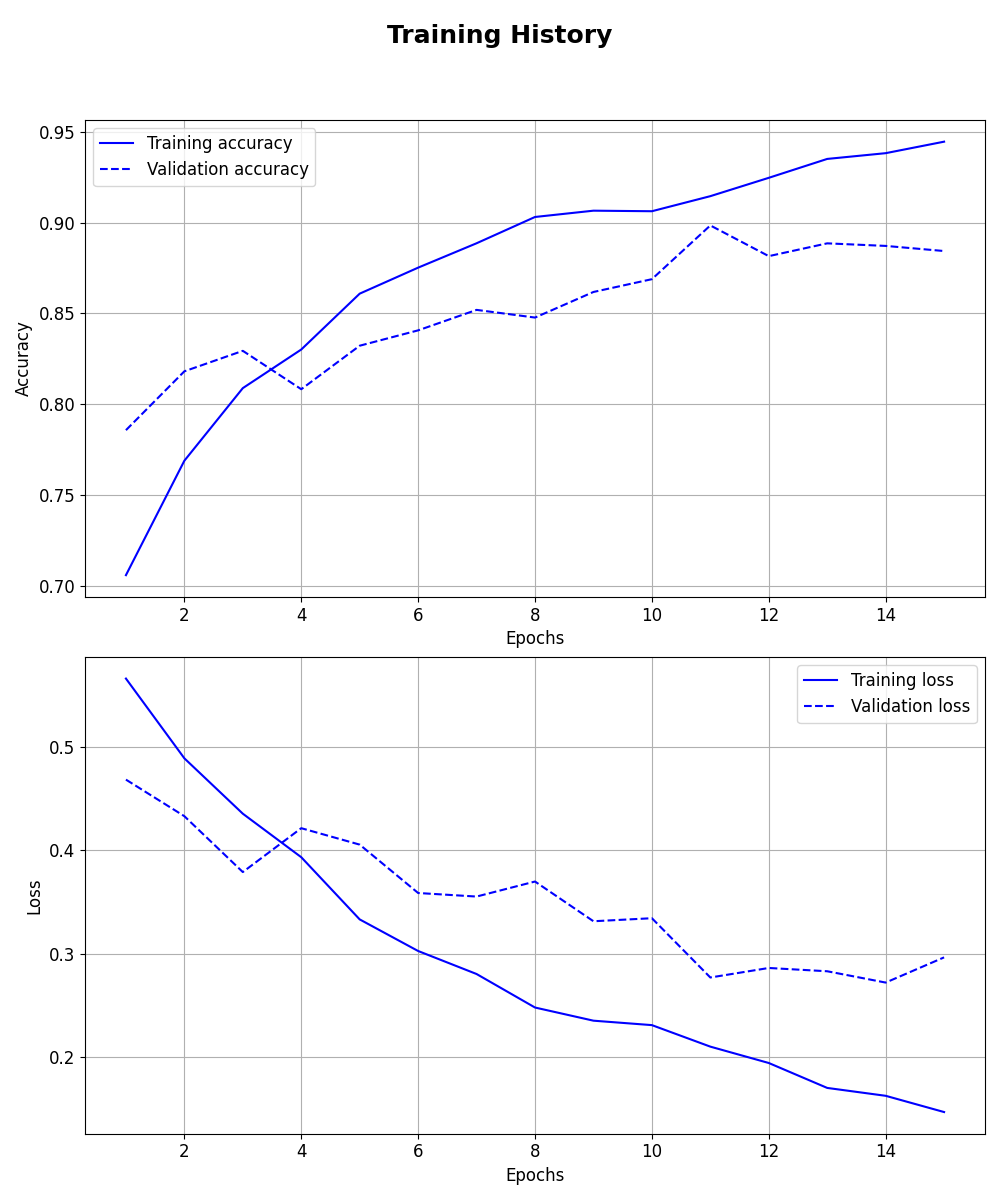 Training History
Training accuracy
Validation accuracy
0.95
0.90
0.85
0.80
0.75
0.70
Accuracy
2 4 6 8 10 12 14
Epochs
Training loss
Validation loss
0.5
0.4
0.3
0.2
Loss
2 4 6 8 10 12 14
Epochs